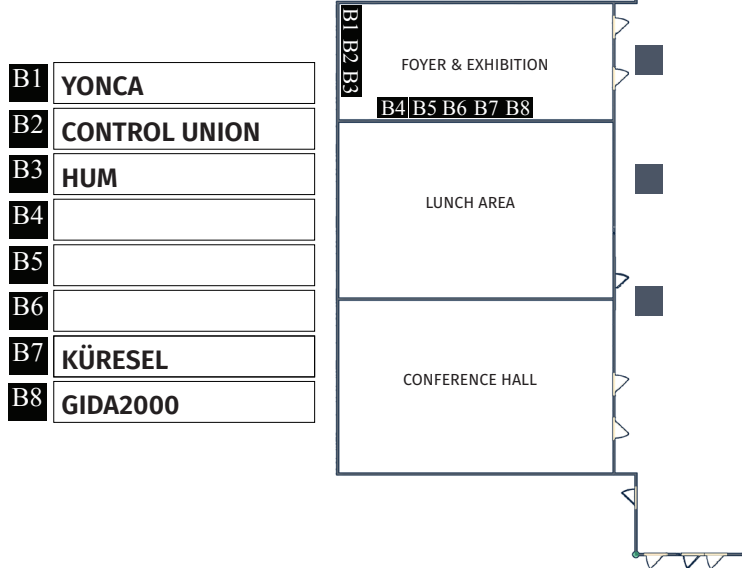 B1 YONCA
B2 CONTROL UNION
B3 HUM
B4
B5
B6
B7 KÜRESEL
B8 GIDA2000
B1 B2 B3
FOYER & EXHIBITION
B4 B5 B6 B7 B8
LUNCH AREA
CONFERENCE HALL